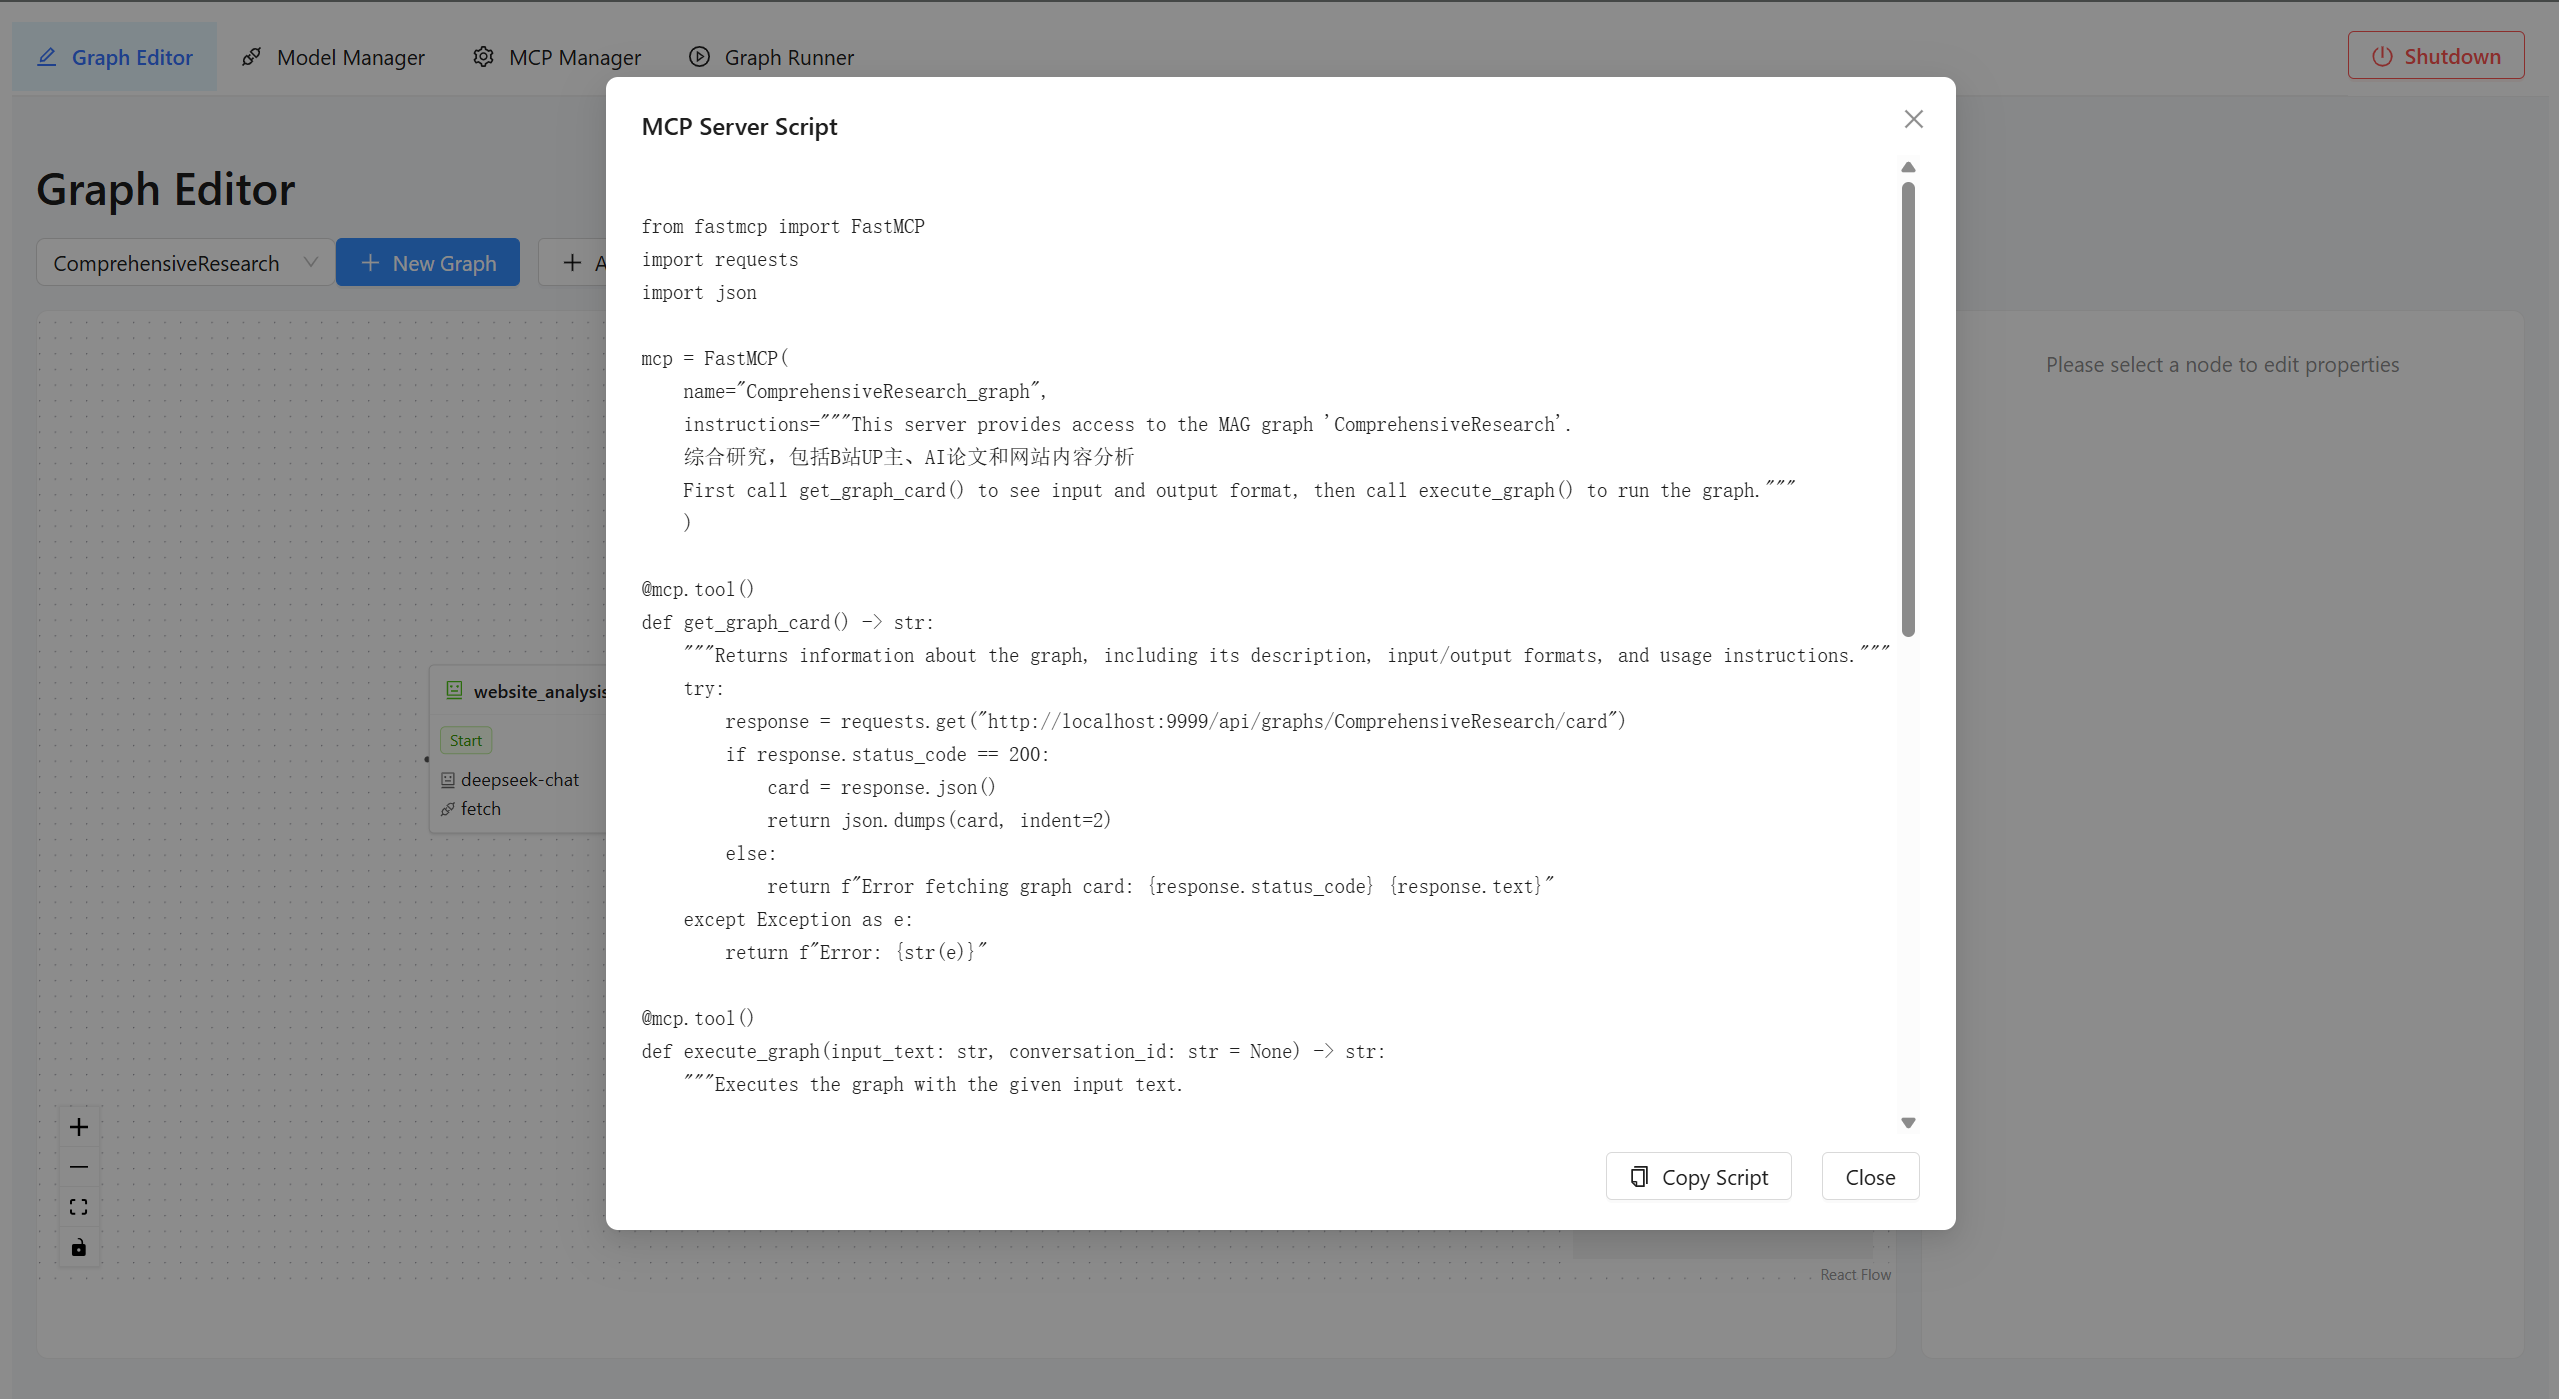 Graph Editor
Model Manager
MCP Manager
Graph Runner
Shutdown
Graph Editor
ComprehensiveResearch
+ New Graph
+ A
MCP Server Script
from fastmcp import FastMCP
import requests
import json
mcp = FastMCP(
    name="ComprehensiveResearch_graph",
    instructions="""This server provides access to the MAG graph 'ComprehensiveResearch'.
    综合研究，包括B站UP主、AI论文和网站内容分析
    First call get_graph_card() to see input and output format, then call execute_graph() to run the graph."""
    )
@mcp.tool()
def get_graph_card() -> str:
    """Returns information about the graph, including its description, input/output formats, and usage instructions."""
    try:
        response = requests.get("http://localhost:9999/api/graphs/ComprehensiveResearch/card")
        if response.status_code == 200:
            card = response.json()
            return json.dumps(card, indent=2)
        else:
            return f"Error fetching graph card: {response.status_code} {response.text}"
    except Exception as e:
        return f"Error: {str(e)}"
@mcp.tool()
def execute_graph(input_text: str, conversation_id: str = None) -> str:
    """Executes the graph with the given input text.
Copy Script
Close
website_analysis
Start
deepseek-chat
fetch
Please select a node to edit properties
React Flow